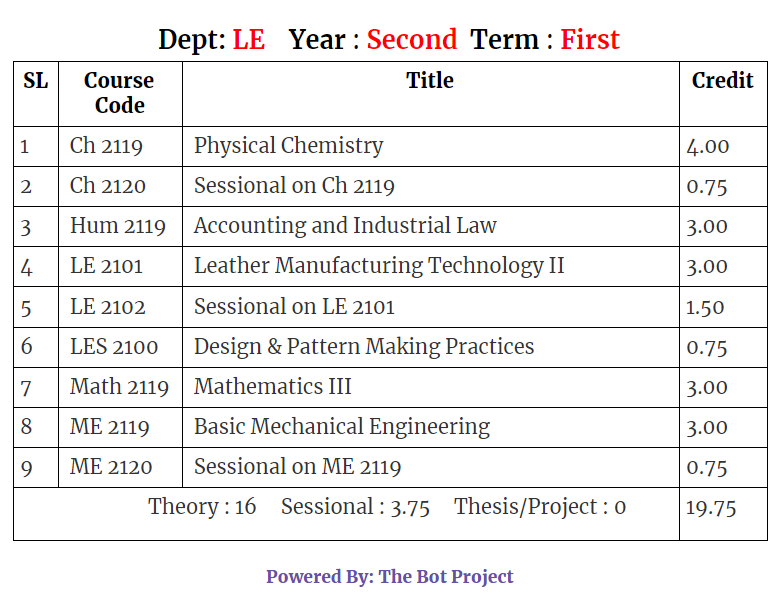 Dept: LE Year : Second Term : First
SL Course Code Title Credit
1 Ch 2119 Physical Chemistry 4.00
2 Ch 2120 Sessional on Ch 2119 0.75
3 Hum 2119 Accounting and Industrial Law 3.00
4 LE 2101 Leather Manufacturing Technology II 3.00
5 LE 2102 Sessional on LE 2101 1.50
6 LES 2100 Design & Pattern Making Practices 0.75
7 Math 2119 Mathematics III 3.00
8 ME 2119 Basic Mechanical Engineering 3.00
9 ME 2120 Sessional on ME 2119 0.75
Theory : 16 Sessional : 3.75 Thesis/Project : 0 19.75
Powered By: The Bot Project